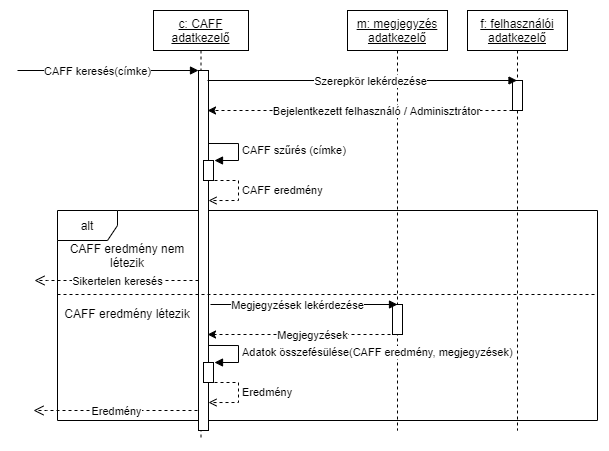 c: CAFF
adatkezelő
m: megjegyzés
adatkezelő
f: felhasználói
adatkezelő
CAFF keresés(címke)
Szerepkör lekérdezése
Bejelentkezett felhasználó / Adminisztrátor
CAFF szűrés (címke)
CAFF eredmény
alt
CAFF eredmény nem
létezik
Sikertelen keresés
CAFF eredmény létezik
Megjegyzések lekérdezése
Megjegyzések
Adatok összefésülése(CAFF eredmény, megjegyzések)
Eredmény
Eredmény